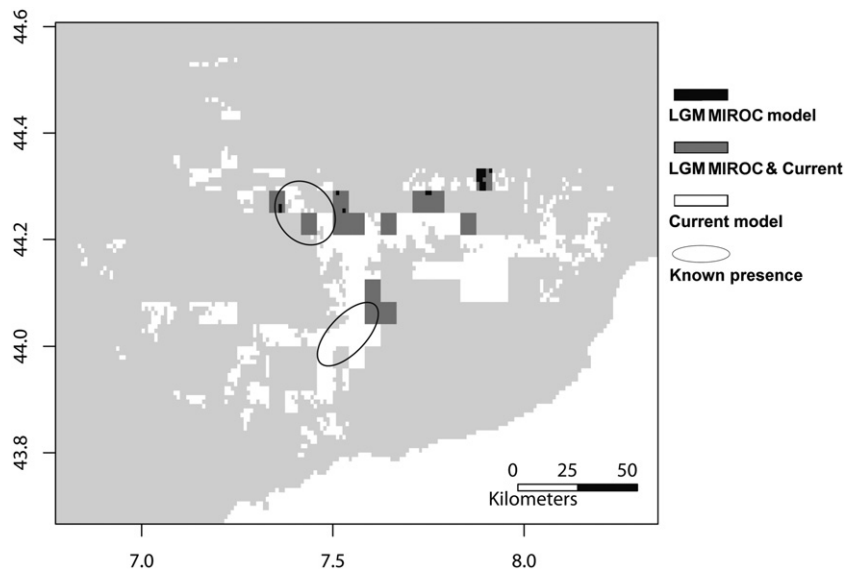 44.6
44.4
44.2
44.0
43.8
7.0
7.5
8.0
0 25 50
Kilometers
LGM MIROC model
LGM MIROC & Current
Current model
Known presence